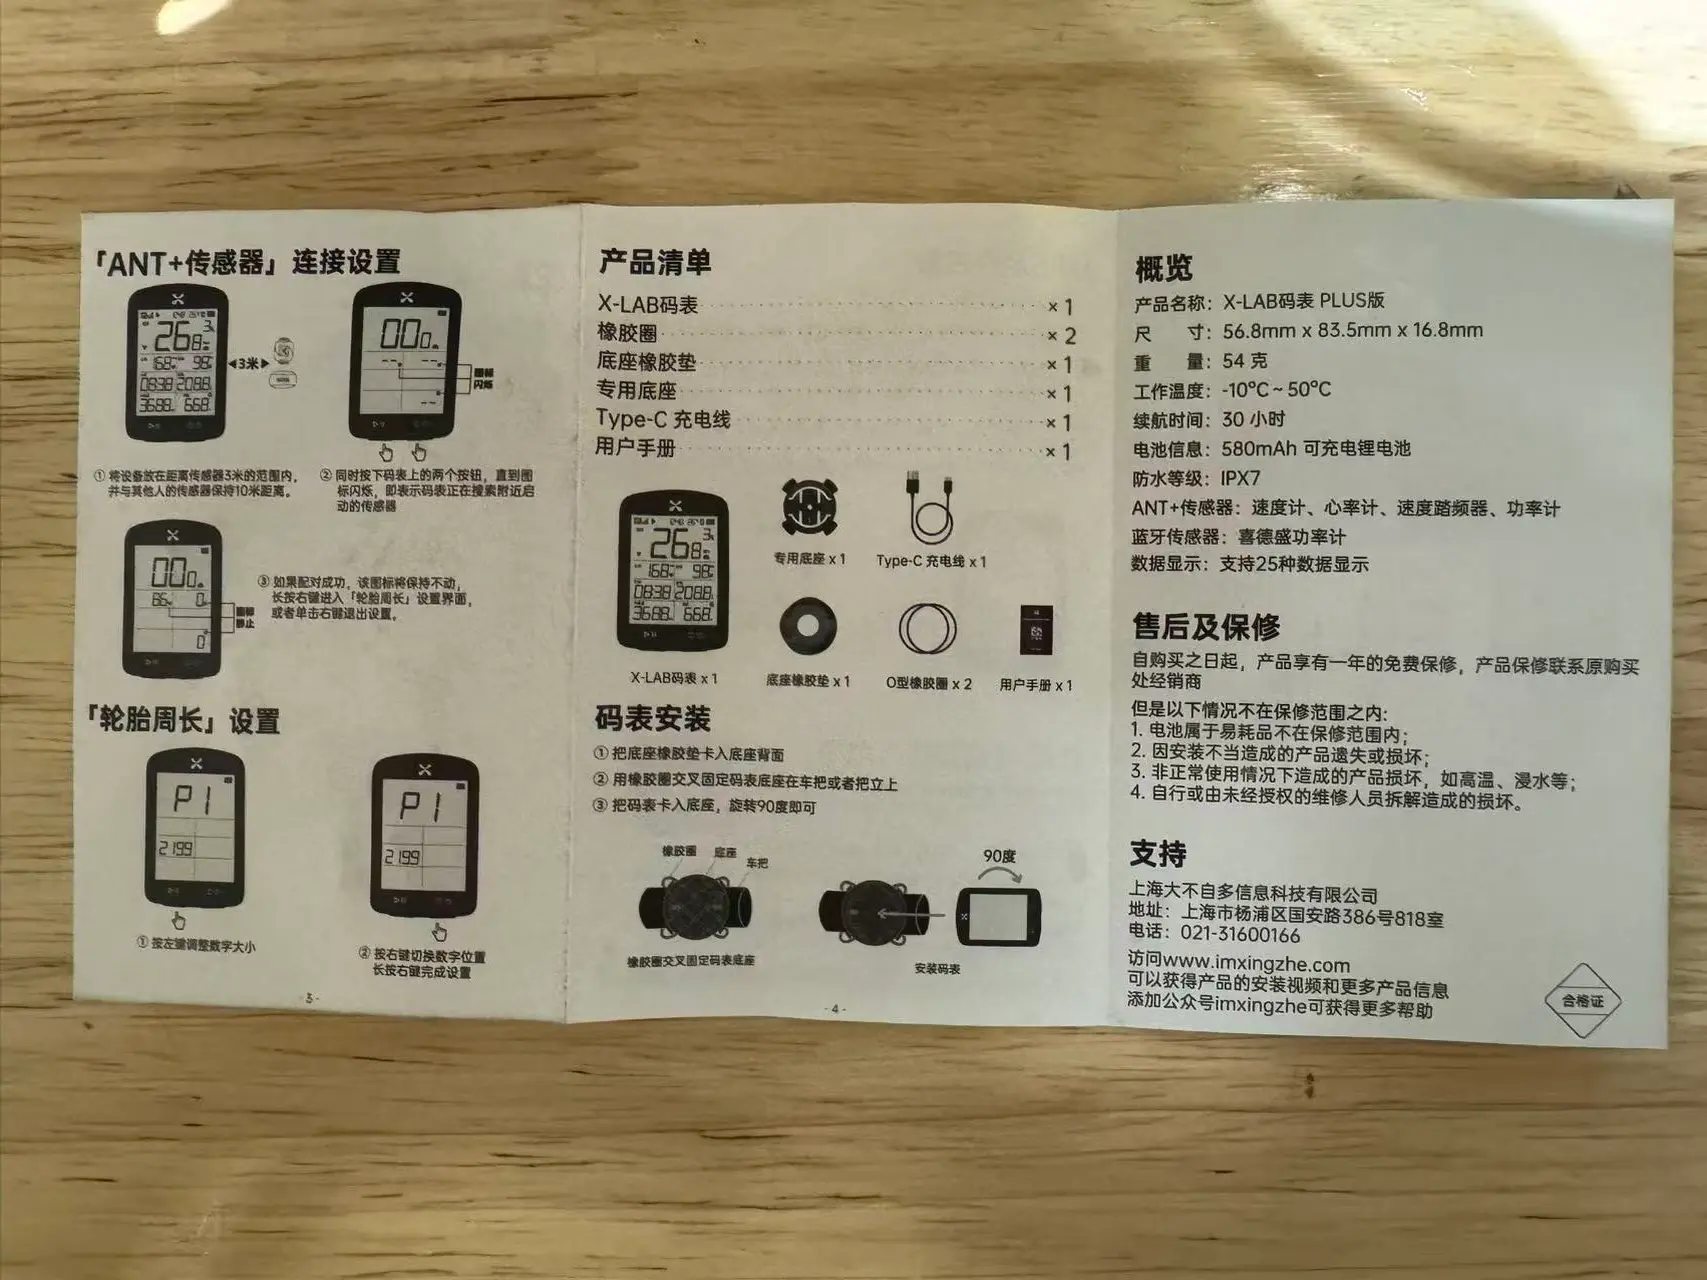 「ANT+传感器」连接设置
◀3米▶
图标
闪烁
① 将设备放在距离传感器3米的范围内,
并与其他人的传感器保持10米距离。
② 同时按下码表上的两个按钮，直到图
标闪烁，即表示码表正在搜索附近启
动的传感器
图标
静止
③ 如果配对成功，该图标将保持不动，
长按右键进入「轮胎周长」设置界面，
或者单击右键退出设置。
「轮胎周长」设置
P1
2199
P1
2199
① 按左键调整数字大小
② 按右键切换数字位置
长按右键完成设置
- 3 -
产品清单
X-LAB码表 × 1
橡胶圈 × 2
底座橡胶垫 × 1
专用底座 × 1
Type-C 充电线 × 1
用户手册 × 1
专用底座 x 1
Type-C 充电线 x 1
X-LAB码表 x 1
底座橡胶垫 x 1
O型橡胶圈 x 2
用户手册 x 1
码表安装
① 把底座橡胶垫卡入底座背面
② 用橡胶圈交叉固定码表底座在车把或者把立上
③ 把码表卡入底座，旋转90度即可
橡胶圈
底座
车把
90度
橡胶圈交叉固定码表底座
安装码表
- 4 -
概览
产品名称：X-LAB码表 PLUS版
尺 寸：56.8mm x 83.5mm x 16.8mm
重 量：54 克
工作温度：-10°C ~ 50°C
续航时间：30 小时
电池信息：580mAh 可充电锂电池
防水等级：IPX7
ANT+传感器：速度计、心率计、速度踏频器、功率计
蓝牙传感器：喜德盛功率计
数据显示：支持25种数据显示
售后及保修
自购买之日起，产品享有一年的免费保修，产品保修联系原购买
处经销商
但是以下情况不在保修范围之内:
1. 电池属于易耗品不在保修范围内；
2. 因安装不当造成的产品遗失或损坏；
3. 非正常使用情况下造成的产品损坏，如高温、浸水等；
4. 自行或由未经授权的维修人员拆解造成的损坏。
支持
上海大不自多信息科技有限公司
地址：上海市杨浦区国安路386号818室
电话：021-31600166
访问www.imxingzhe.com
可以获得产品的安装视频和更多产品信息
添加公众号imxingzhe可获得更多帮助
合格证